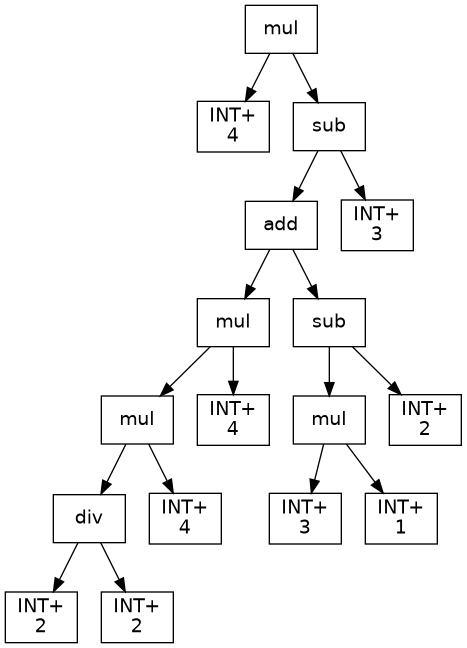 mul
INT+
4
sub
add
INT+
3
mul
sub
mul
INT+
4
mul
INT+
2
div
INT+
4
INT+
3
INT+
1
INT+
2
INT+
2